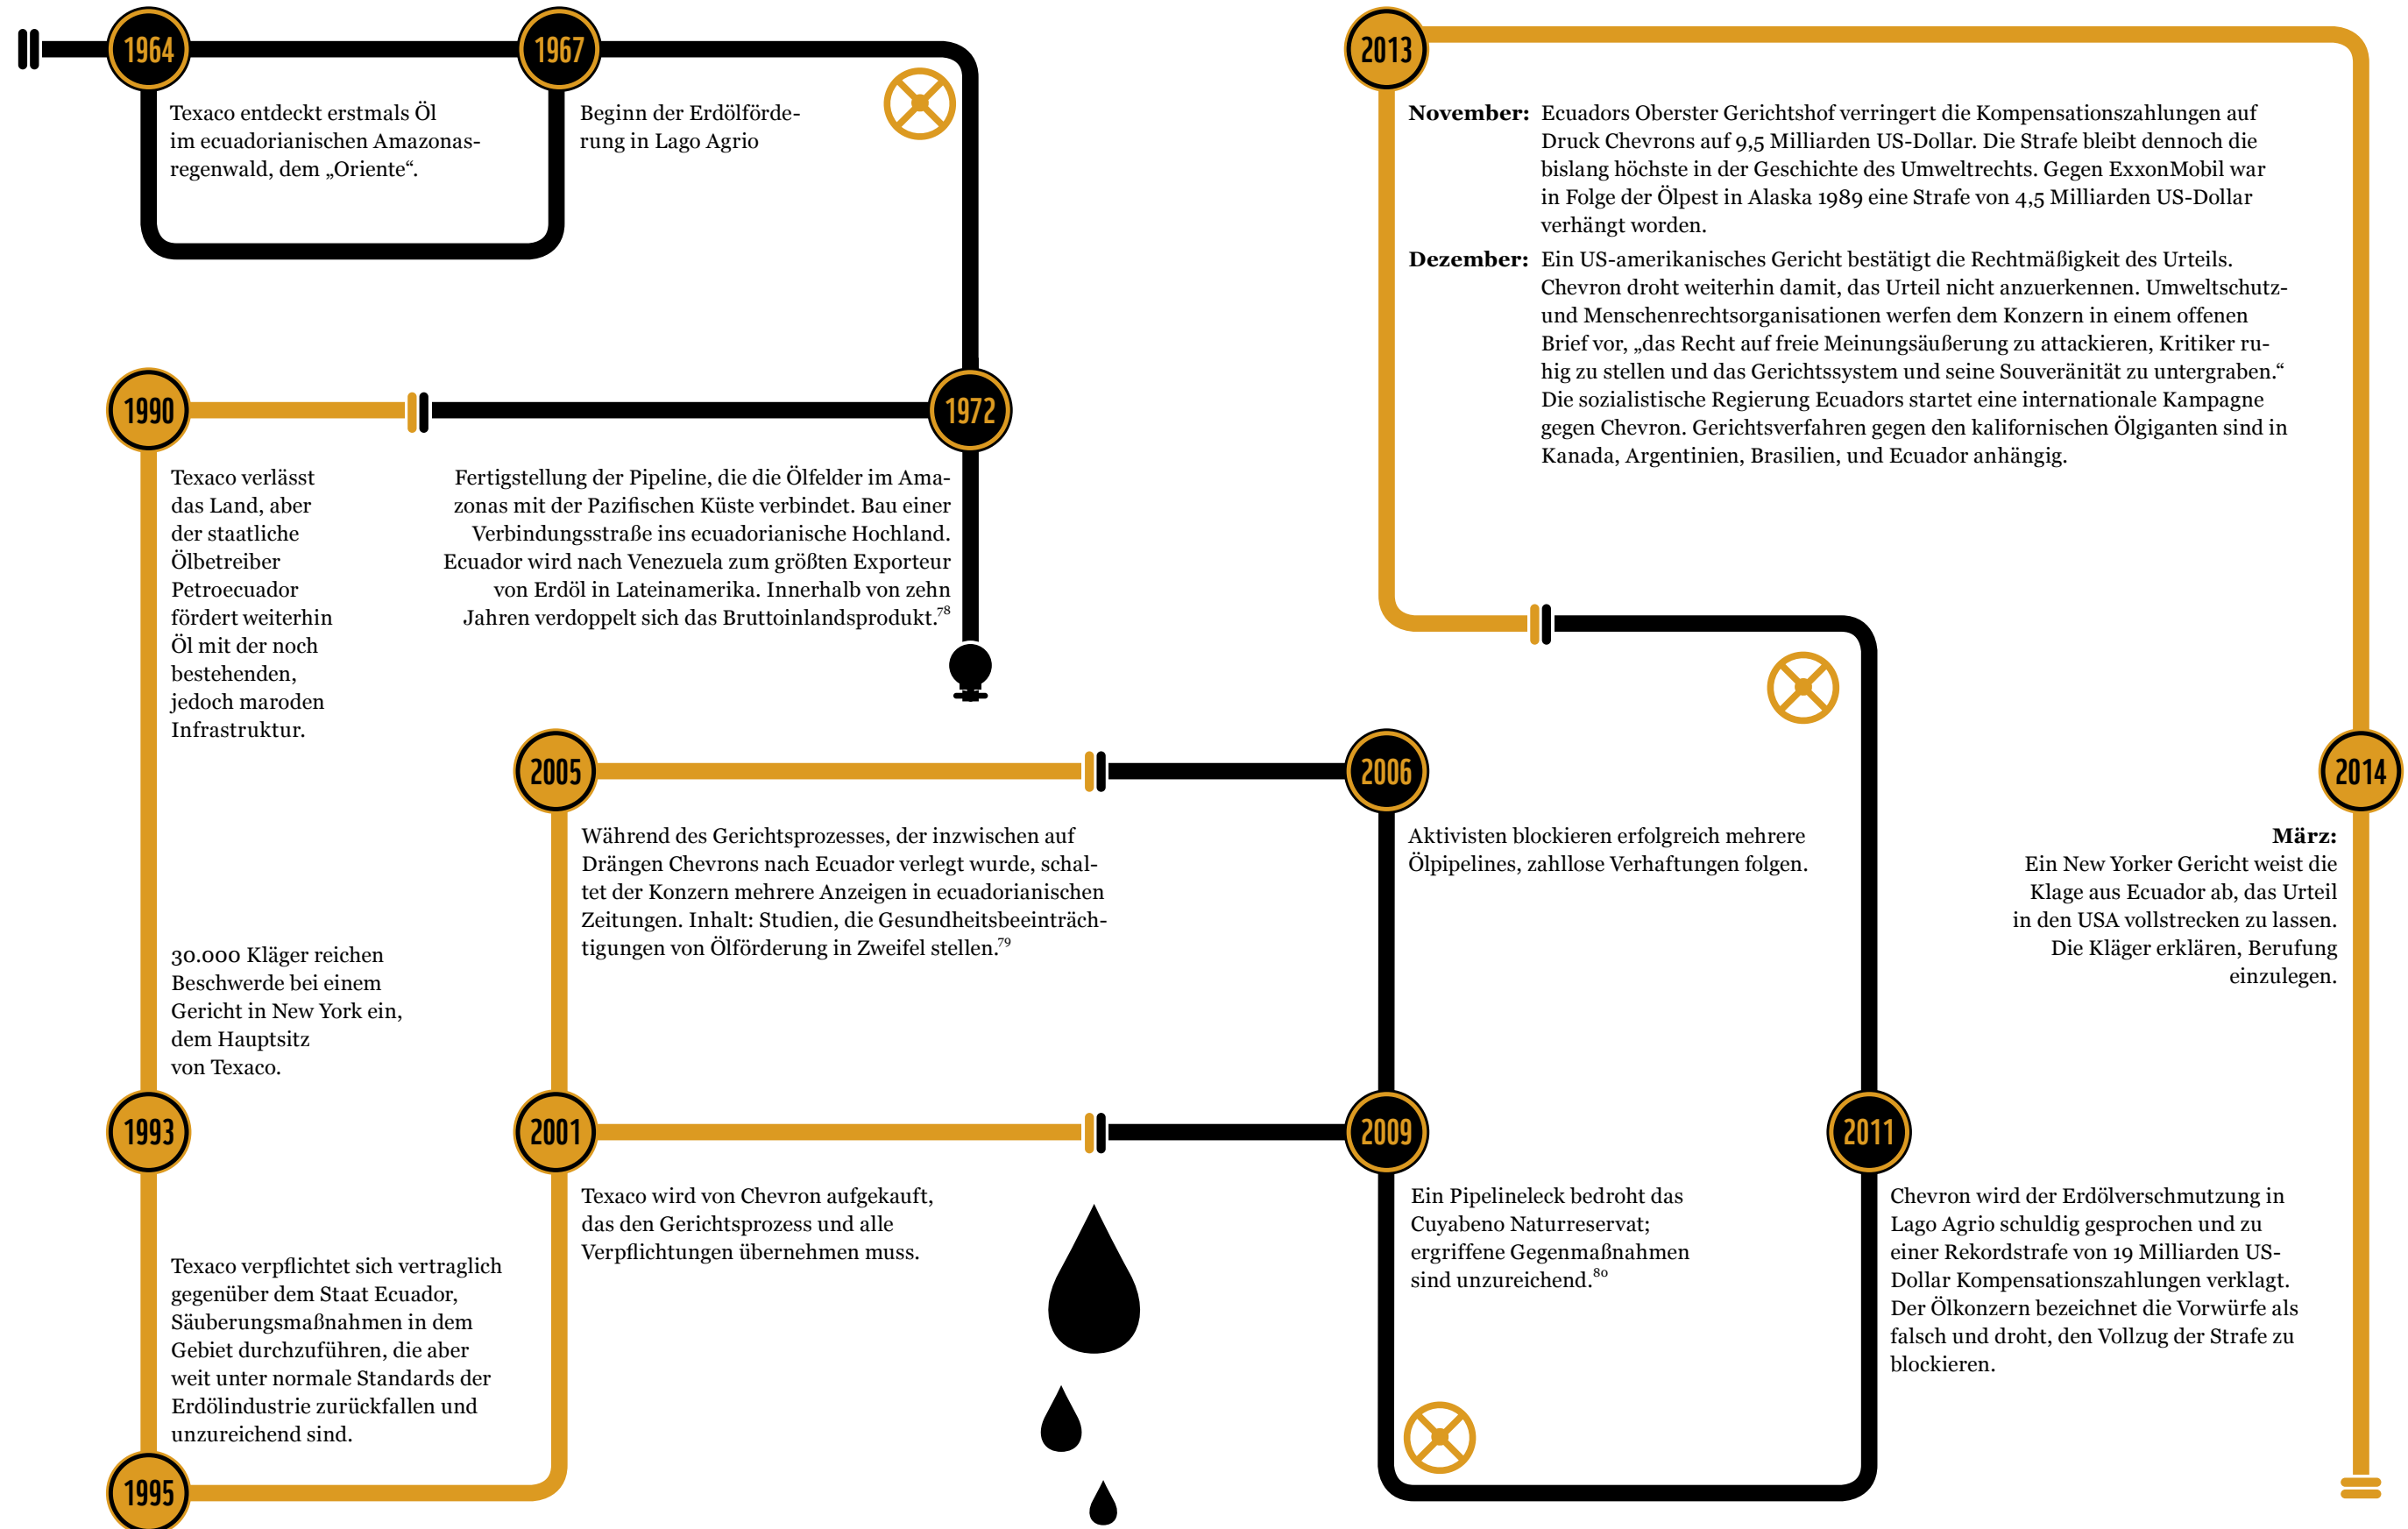 1964
Texaco entdeckt erstmals Öl
im ecuadorianischen Amazonas-
regenwald, dem „Oriente“.
1967
Beginn der Erdölförde-
rung in Lago Agrio
1972
Fertigstellung der Pipeline, die die Ölfelder im Ama-
zonas mit der Pazifischen Küste verbindet. Bau einer
Verbindungsstraße ins ecuadorianische Hochland.
Ecuador wird nach Venezuela zum größten Exporteur
von Erdöl in Lateinamerika. Innerhalb von zehn
Jahren verdoppelt sich das Bruttoinlandsprodukt.78
1990
Texaco verlässt
das Land, aber
der staatliche
Ölbetreiber
Petroecuador
fördert weiterhin
Öl mit der noch
bestehenden,
jedoch maroden
Infrastruktur.
30.000 Kläger reichen
Beschwerde bei einem
Gericht in New York ein,
dem Hauptsitz
von Texaco.
1993
Texaco verpflichtet sich vertraglich
gegenüber dem Staat Ecuador,
Säuberungsmaßnahmen in dem
Gebiet durchzuführen, die aber
weit unter normale Standards der
Erdölindustrie zurückfallen und
unzureichend sind.
1995
2001
Texaco wird von Chevron aufgekauft,
das den Gerichtsprozess und alle
Verpflichtungen übernehmen muss.
2005
Während des Gerichtsprozesses, der inzwischen auf
Drängen Chevrons nach Ecuador verlegt wurde, schal-
tet der Konzern mehrere Anzeigen in ecuadorianischen
Zeitungen. Inhalt: Studien, die Gesundheitsbeeinträch-
tigungen von Ölförderung in Zweifel stellen.79
2006
Aktivisten blockieren erfolgreich mehrere
Ölpipelines, zahllose Verhaftungen folgen.
2009
Ein Pipelineleck bedroht das
Cuyabeno Naturreservat;
ergriffene Gegenmaßnahmen
sind unzureichend.80
2011
Chevron wird der Erdölverschmutzung in
Lago Agrio schuldig gesprochen und zu
einer Rekordstrafe von 19 Milliarden US-
Dollar Kompensationszahlungen verklagt.
Der Ölkonzern bezeichnet die Vorwürfe als
falsch und droht, den Vollzug der Strafe zu
blockieren.
2013
November: Ecuadors Oberster Gerichtshof verringert die Kompensationszahlungen auf
Druck Chevrons auf 9,5 Milliarden US-Dollar. Die Strafe bleibt dennoch die
bislang höchste in der Geschichte des Umweltrechts. Gegen ExxonMobil war
in Folge der Ölpest in Alaska 1989 eine Strafe von 4,5 Milliarden US-Dollar
verhängt worden.
Dezember: Ein US-amerikanisches Gericht bestätigt die Rechtmäßigkeit des Urteils.
Chevron droht weiterhin damit, das Urteil nicht anzuerkennen. Umweltschutz-
und Menschenrechtsorganisationen werfen dem Konzern in einem offenen
Brief vor, „das Recht auf freie Meinungsäußerung zu attackieren, Kritiker ru-
hig zu stellen und das Gerichtssystem und seine Souveränität zu untergraben.“
Die sozialistische Regierung Ecuadors startet eine internationale Kampagne
gegen Chevron. Gerichtsverfahren gegen den kalifornischen Ölgiganten sind in
Kanada, Argentinien, Brasilien, und Ecuador anhängig.
2014
März:
Ein New Yorker Gericht weist die
Klage aus Ecuador ab, das Urteil
in den USA vollstrecken zu lassen.
Die Kläger erklären, Berufung
einzulegen.